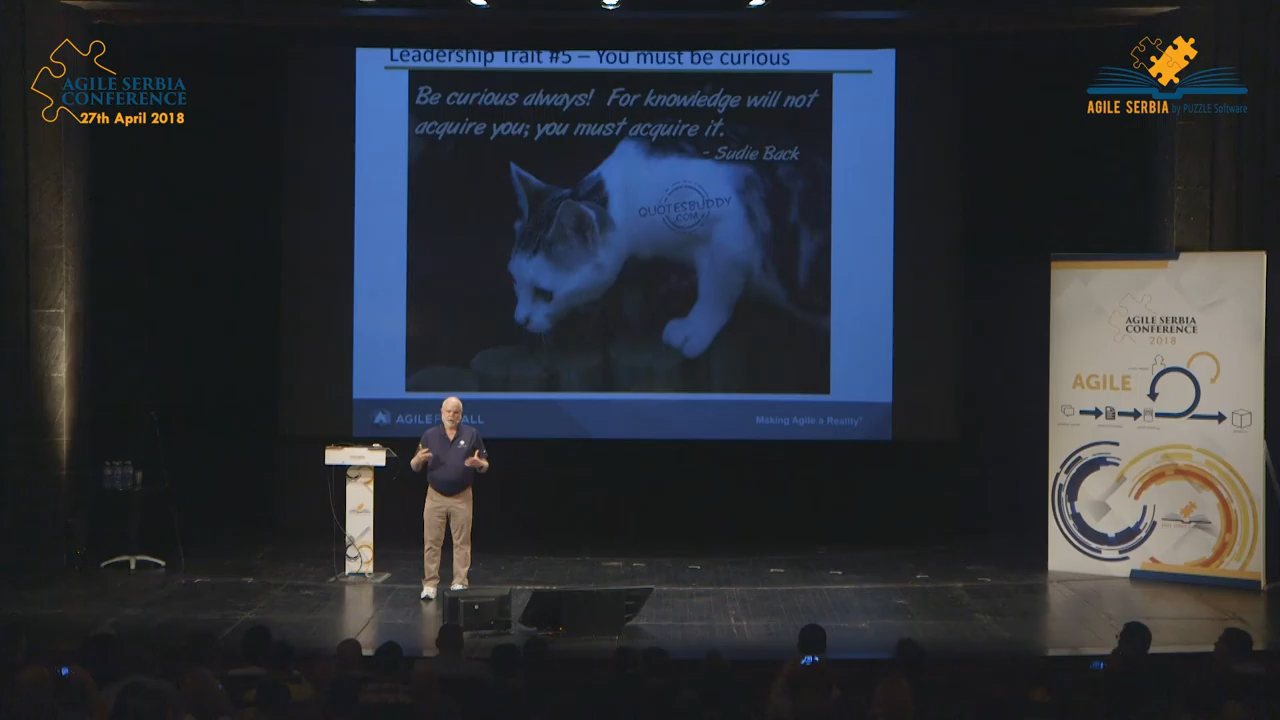 AGILE SERBIA
CONFERENCE
27th April 2018
AGILE SERBIA by PUZZLE Software
Leadership Trait #5 – You must be curious
Be curious always! For knowledge will not
acquire you; you must acquire it.
- Sudie Back
QUOTESBUDDY
.COM
AGILE ALL
Making Agile a Reality®
AGILE SERBIA
CONFERENCE
2018
AGILE